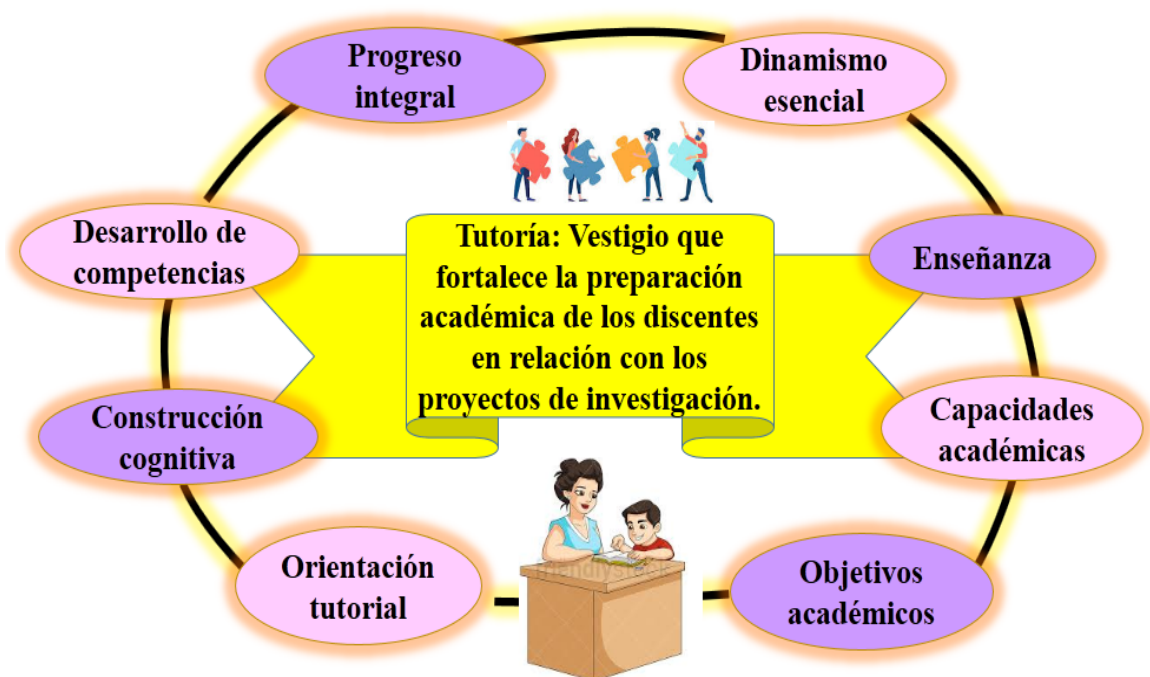 Progreso
integral
Dinamismo
esencial
Desarrollo de
competencias
Tutoría: Vestigio que
fortalece la preparación
académica de los discentes
en relación con los
proyectos de investigación.
Enseñanza
Construcción
cognitiva
Capacidades
académicas
Orientación
tutorial
Objetivos
académicos